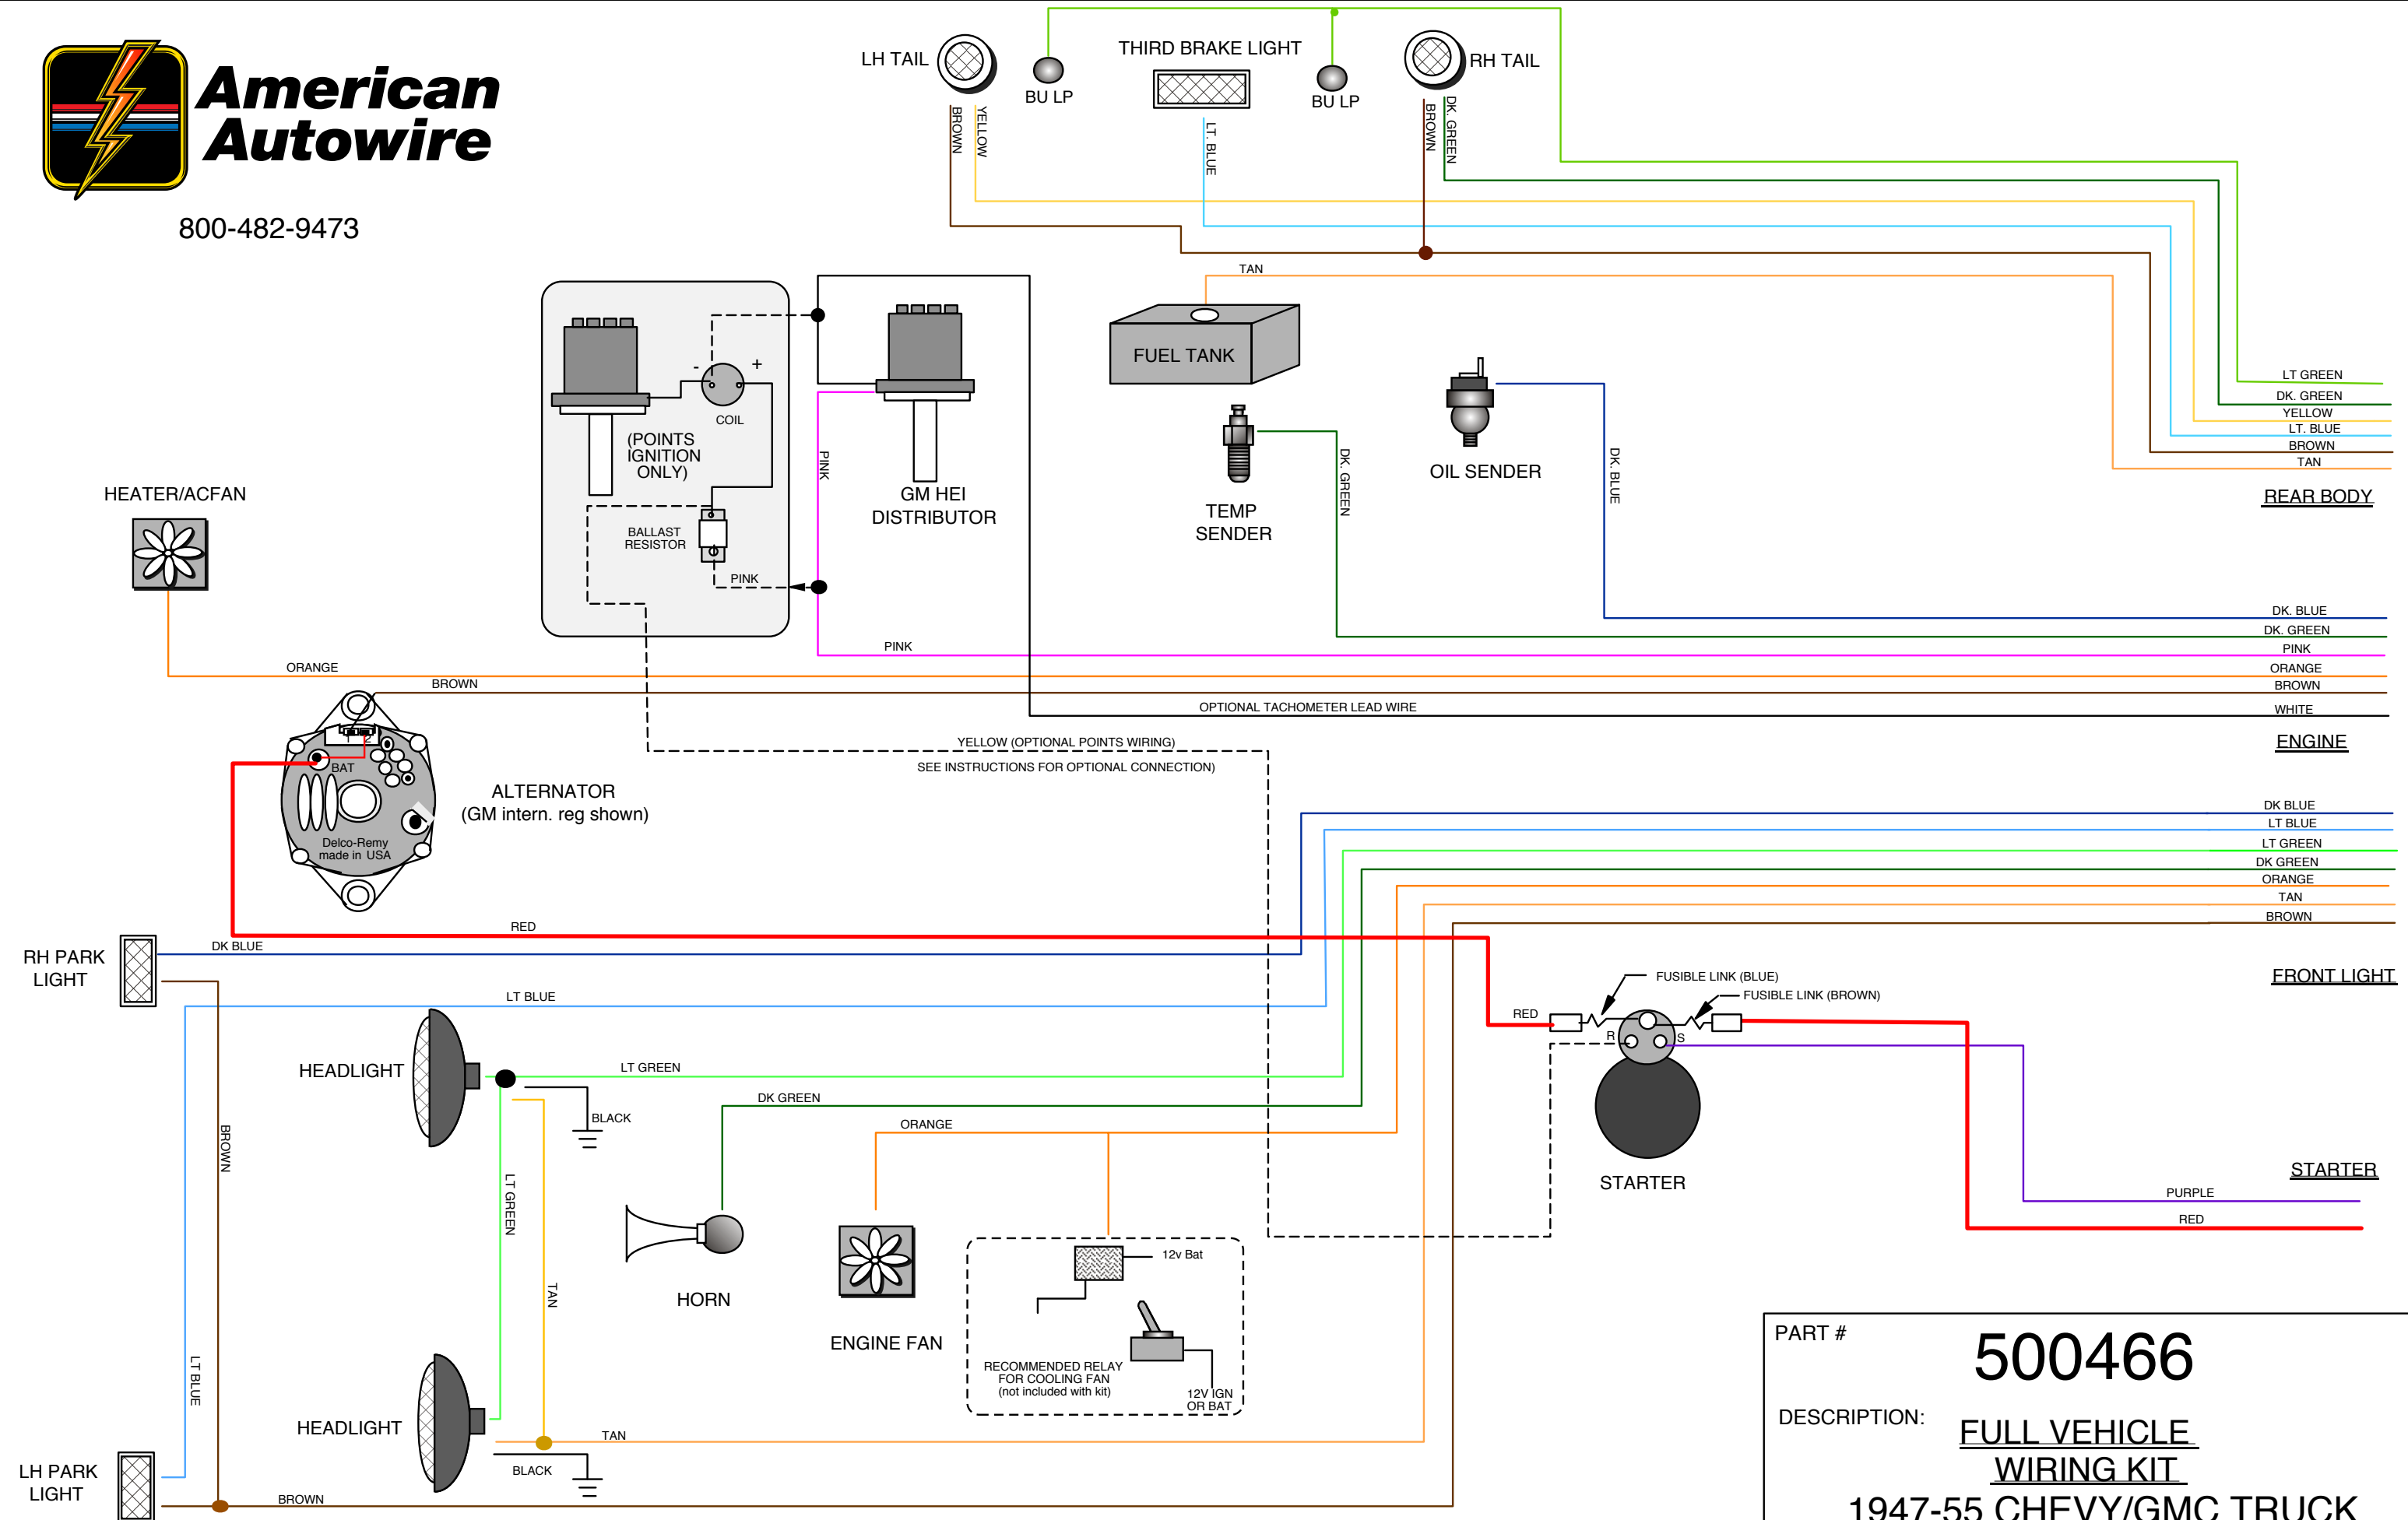 American
Autowire
800-482-9473
LH TAIL
BU LP
THIRD BRAKE LIGHT
BU LP
RH TAIL
BROWN
YELLOW
LT. BLUE
BROWN
DK. GREEN
TAN
FUEL TANK
OIL SENDER
DK. BLUE
TEMP
SENDER
DK. GREEN
LT GREEN
DK. GREEN
YELLOW
LT. BLUE
BROWN
TAN
REAR BODY
-
+
COIL
(POINTS
IGNITION
ONLY)
BALLAST
RESISTOR
PINK
PINK
GM HEI
DISTRIBUTOR
HEATER/ACFAN
DK. BLUE
DK. GREEN
PINK
PINK
ORANGE
ORANGE
BROWN
BROWN
OPTIONAL TACHOMETER LEAD WIRE
WHITE
ENGINE
YELLOW (OPTIONAL POINTS WIRING)
SEE INSTRUCTIONS FOR OPTIONAL CONNECTION)
1 2
BAT
Delco-Remy
made in USA
ALTERNATOR
(GM intern. reg shown)
DK BLUE
LT BLUE
LT GREEN
DK GREEN
ORANGE
TAN
BROWN
FRONT LIGHT
RED
RH PARK
LIGHT
DK BLUE
LT BLUE
FUSIBLE LINK (BLUE)
FUSIBLE LINK (BROWN)
RED
R
S
STARTER
STARTER
PURPLE
RED
HEADLIGHT
LT GREEN
BLACK
DK GREEN
ORANGE
BROWN
LT GREEN
TAN
HORN
ENGINE FAN
12v Bat
RECOMMENDED RELAY
FOR COOLING FAN
(not included with kit)
12V IGN
OR BAT
LT BLUE
HEADLIGHT
TAN
BLACK
LH PARK
LIGHT
BROWN
PART #
500466
DESCRIPTION:
FULL VEHICLE
WIRING KIT
1947-55 CHEVY/GMC TRUCK